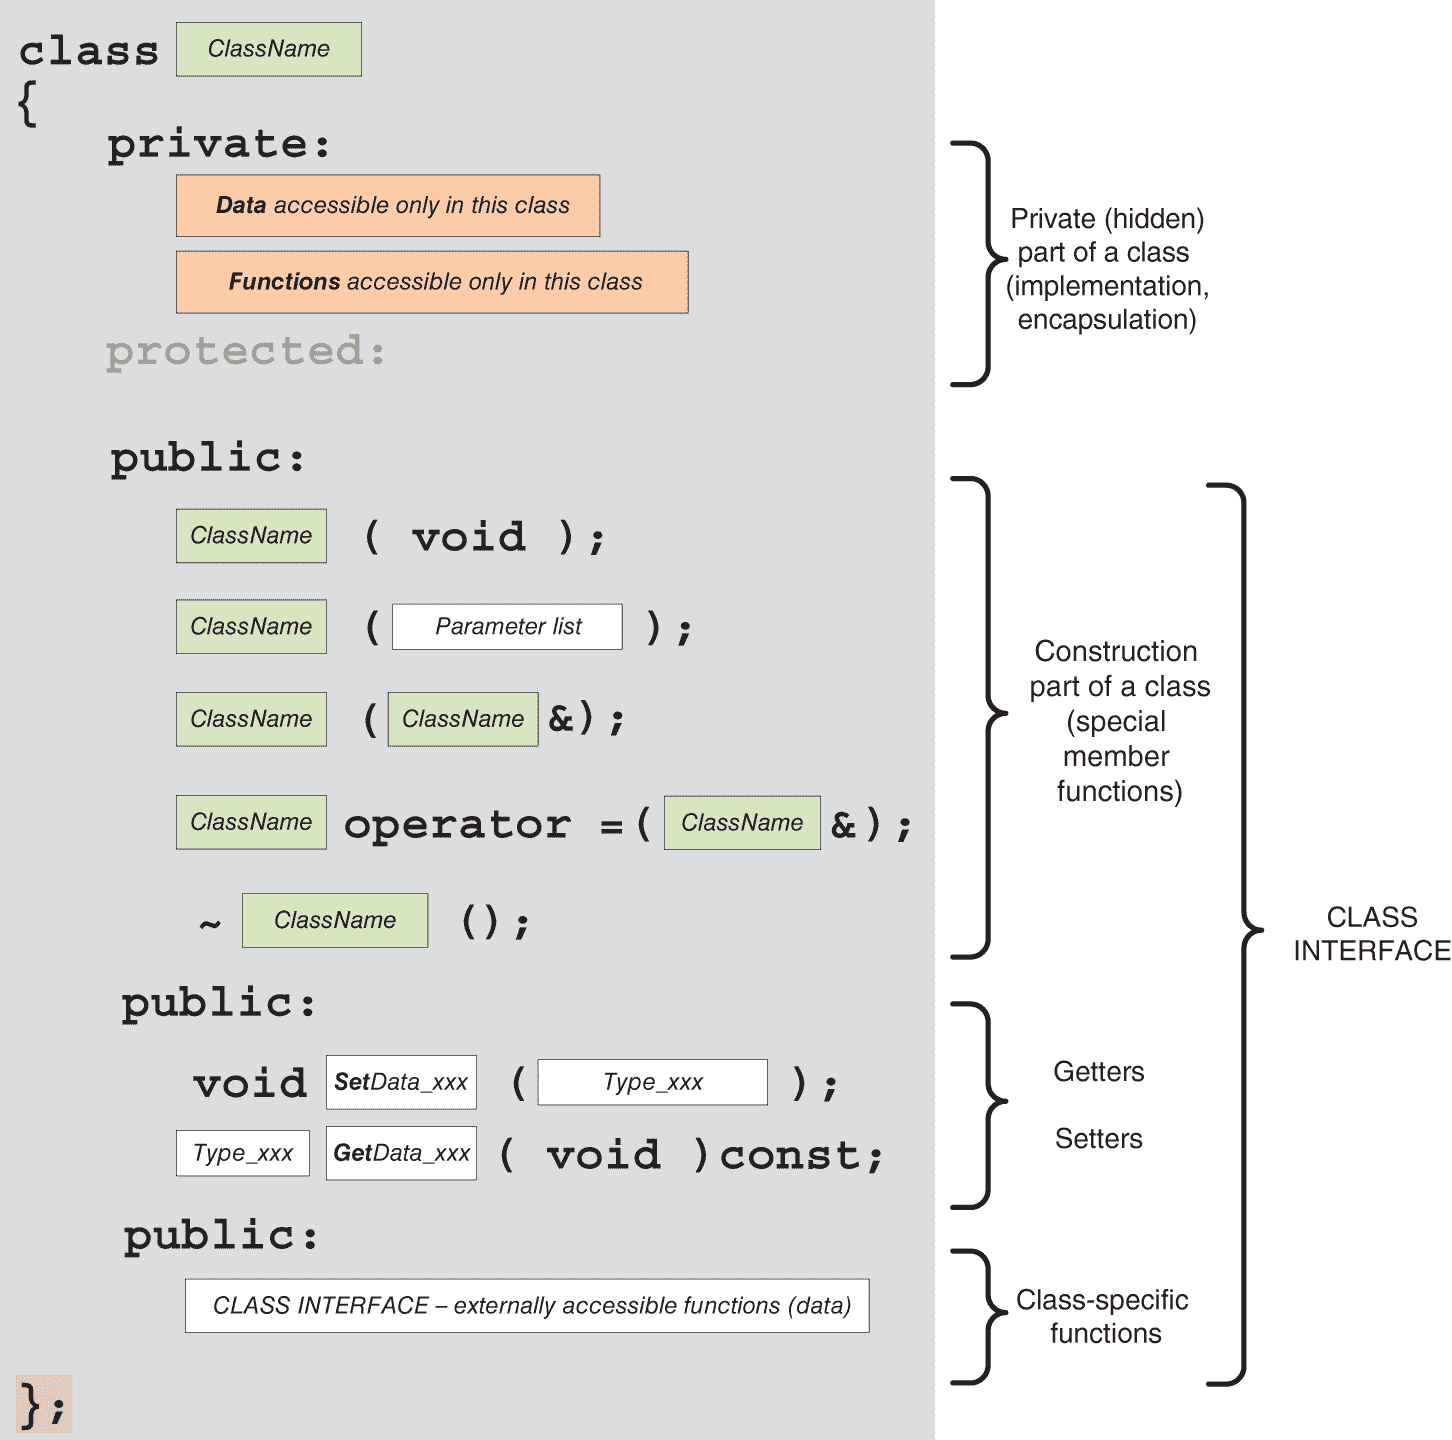 class ClassName
{
private:
Data accessible only in this class
Functions accessible only in this class
protected:
Private (hidden)
part of a class
(implementation,
encapsulation)
public:
ClassName ( void );
ClassName ( Parameter list );
ClassName ( ClassName &);
ClassName operator =( ClassName &);
~ ClassName ();
Construction
part of a class
(special
member
functions)
public:
void SetData_xxx ( Type_xxx );
Type_xxx GetData_xxx ( void )const;
Getters
Setters
public:
CLASS INTERFACE – externally accessible functions (data)
Class-specific
functions
CLASS
INTERFACE
};